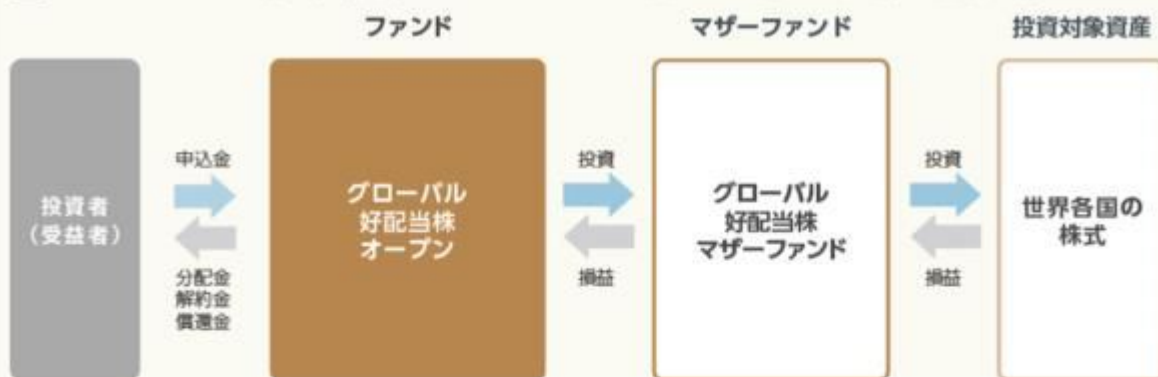 ファンド
マザーファンド
投資対象資産
投資者
（受益者）
申込金
分配金
解約金
償還金
グローバル
好配当株
オープン
投資
損益
グローバル
好配当株
マザーファンド
投資
損益
世界各国の
株式